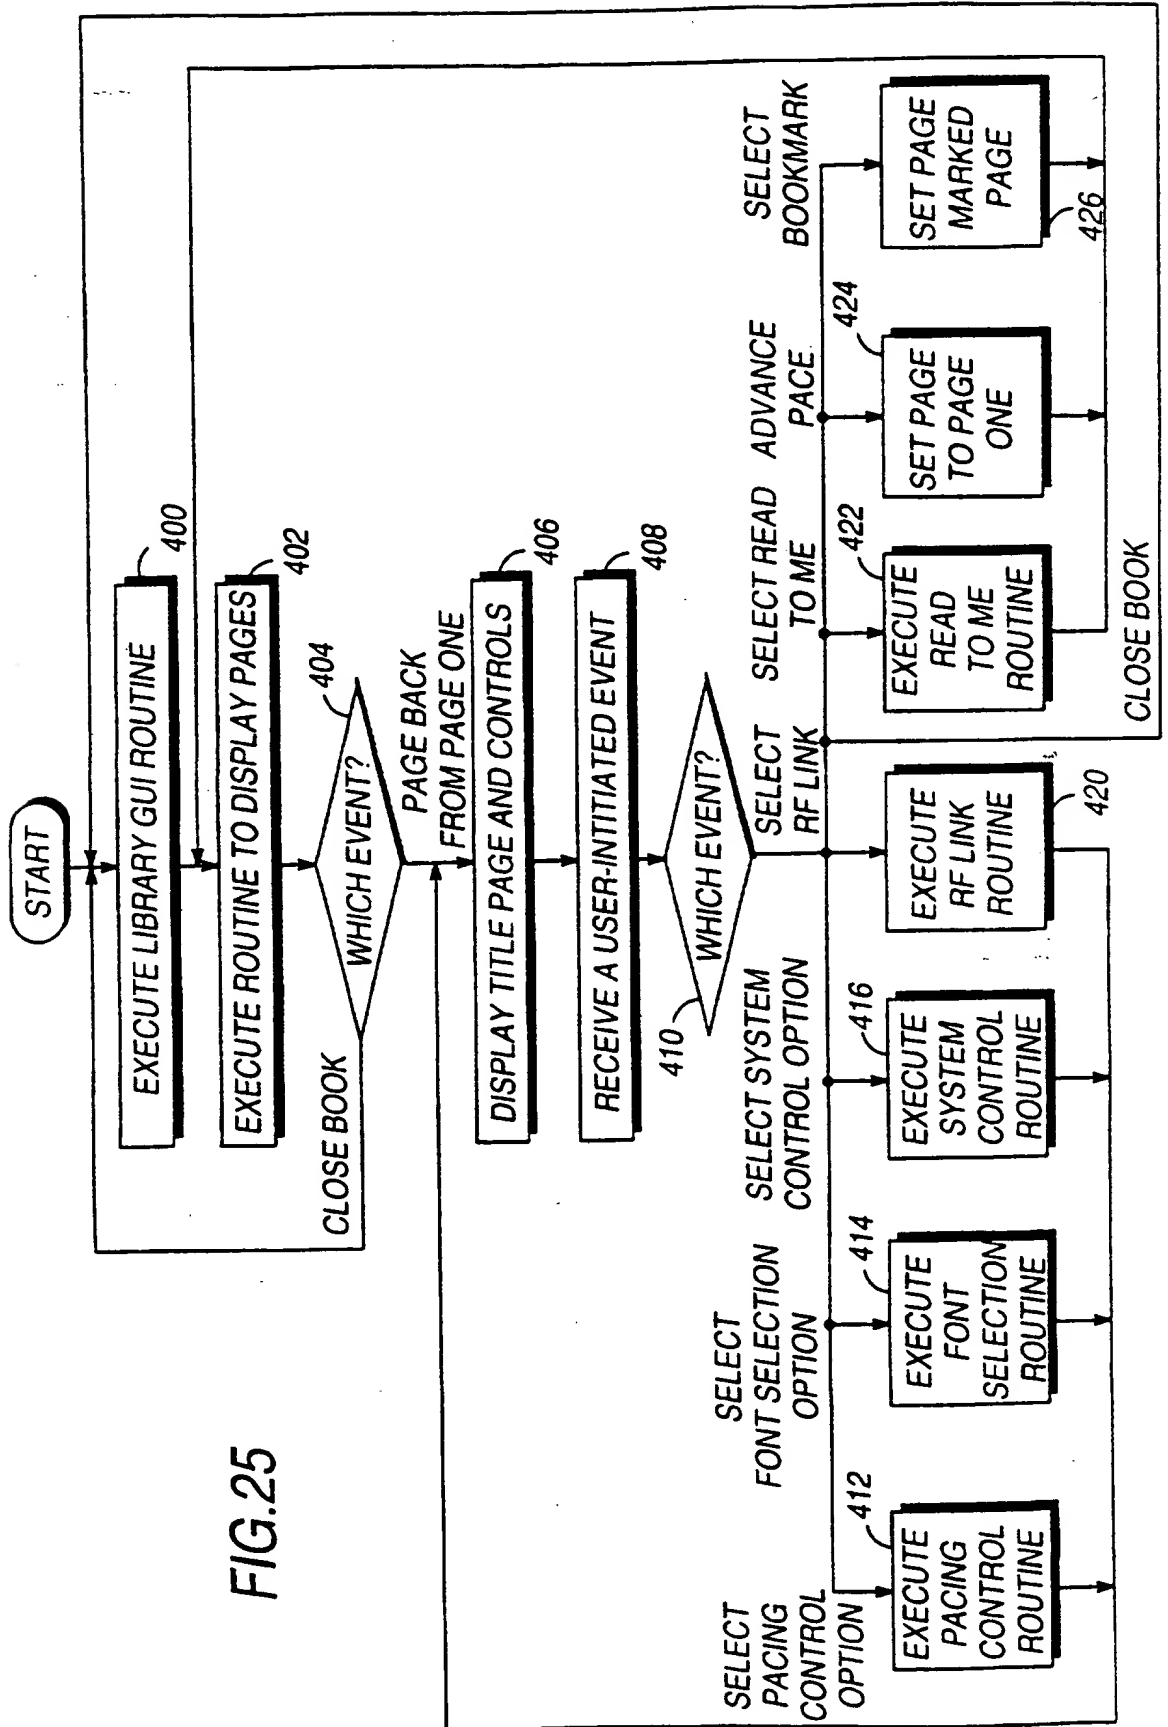 FIG.25
START
EXECUTE LIBRARY GUI ROUTINE
400
EXECUTE ROUTINE TO DISPLAY PAGES
402
WHICH EVENT?
404
CLOSE BOOK
PAGE BACK
FROM PAGE ONE
DISPLAY TITLE PAGE AND CONTROLS
406
RECEIVE A USER-INTITIATED EVENT
408
WHICH EVENT?
410
SELECT
PACING
CONTROL
OPTION
SELECT
FONT SELECTION
OPTION
SELECT SYSTEM
CONTROL OPTION
SELECT
RF LINK
SELECT READ
TO ME
ADVANCE
PACE
SELECT
BOOKMARK
412
EXECUTE
PACING
CONTROL
ROUTINE
414
EXECUTE
FONT
SELECTION
ROUTINE
416
EXECUTE
SYSTEM
CONTROL
ROUTINE
EXECUTE
RF LINK
ROUTINE
420
422
EXECUTE
READ
TO ME
ROUTINE
424
SET PAGE
TO PAGE
ONE
SET PAGE
MARKED
PAGE
426
CLOSE BOOK